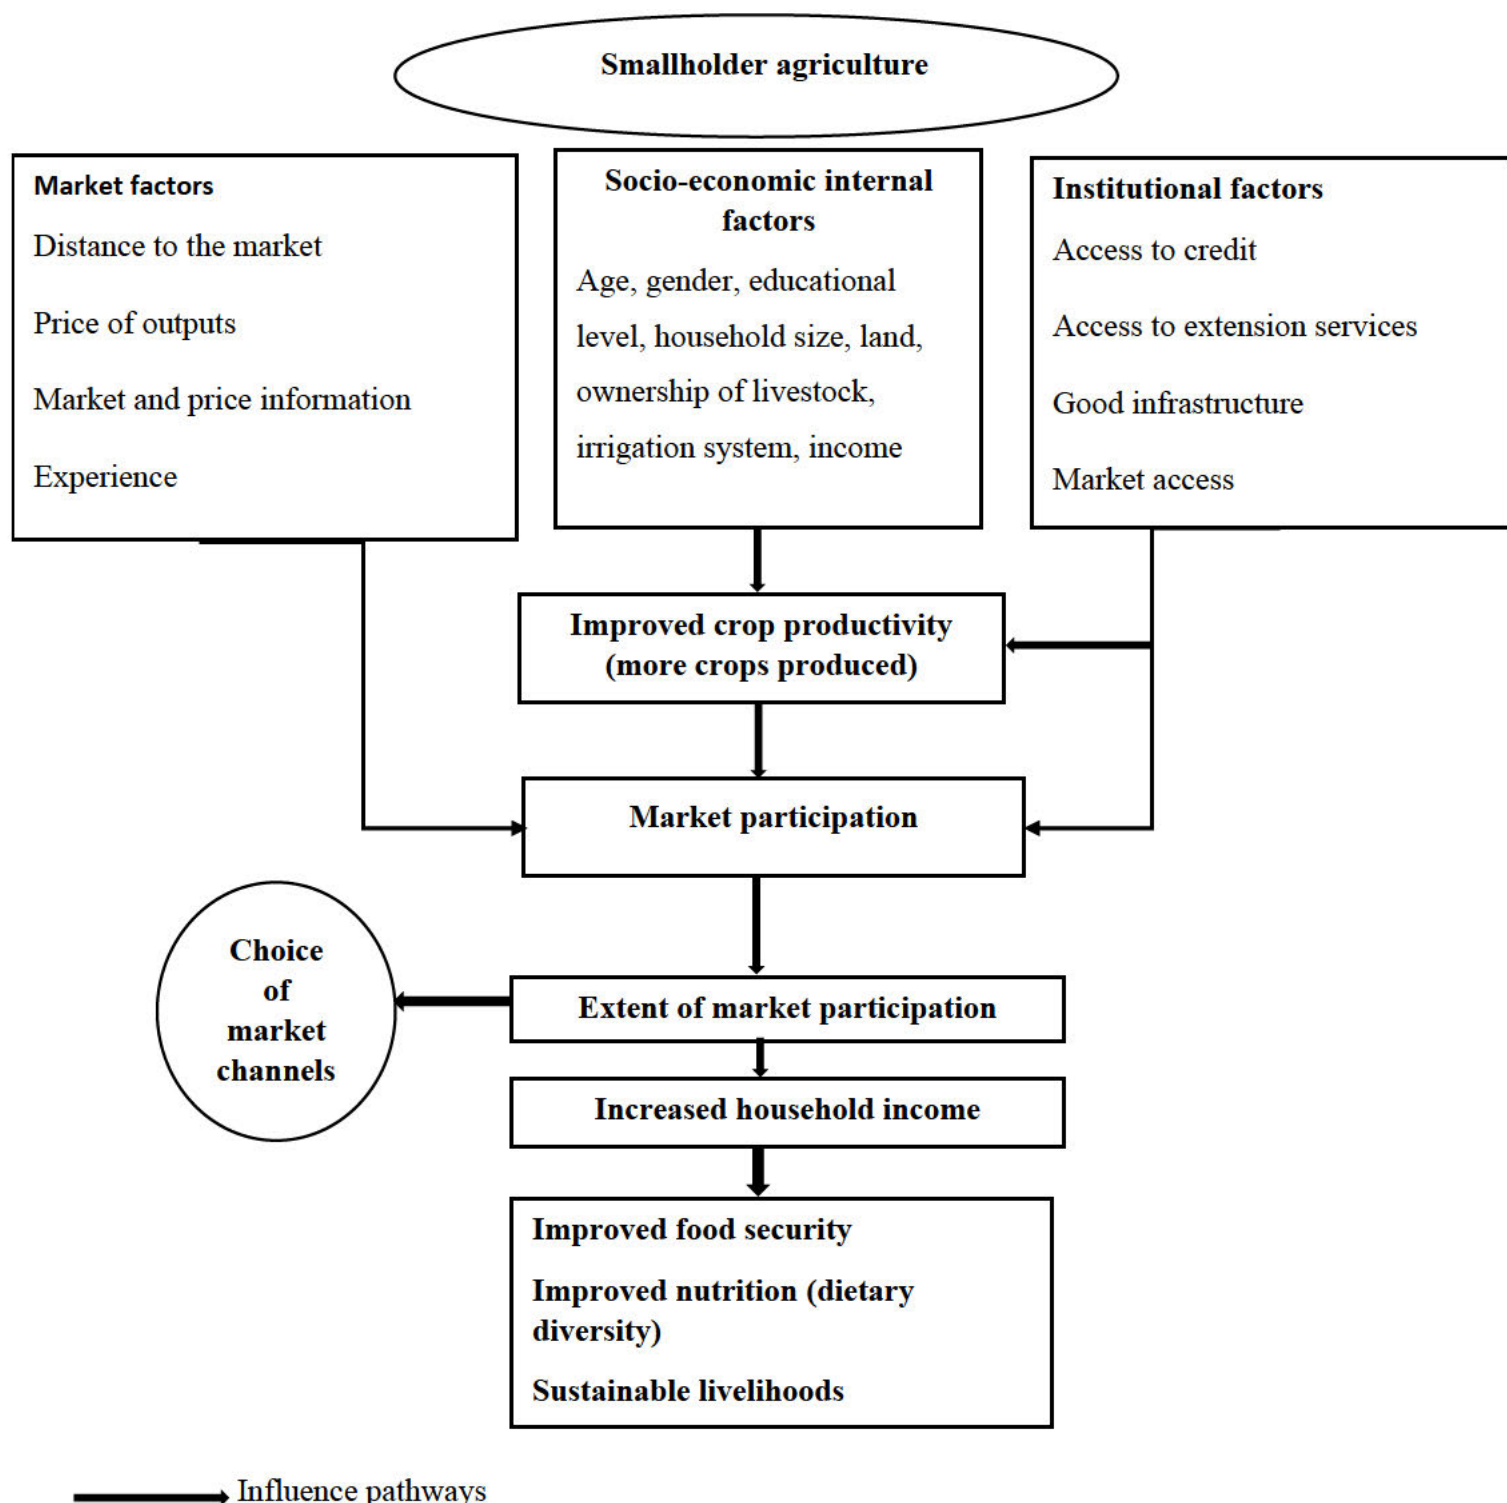 Smallholder agriculture
Market factors
Distance to the market
Price of outputs
Market and price information
Experience
Socio-economic internal
factors
Age, gender, educational
level, household size, land,
ownership of livestock,
irrigation system, income
Institutional factors
Access to credit
Access to extension services
Good infrastructure
Market access
Improved crop productivity
(more crops produced)
Market participation
Choice
of
market
channels
Extent of market participation
Increased household income
Improved food security
Improved nutrition (dietary
diversity)
Sustainable livelihoods
Influence pathways